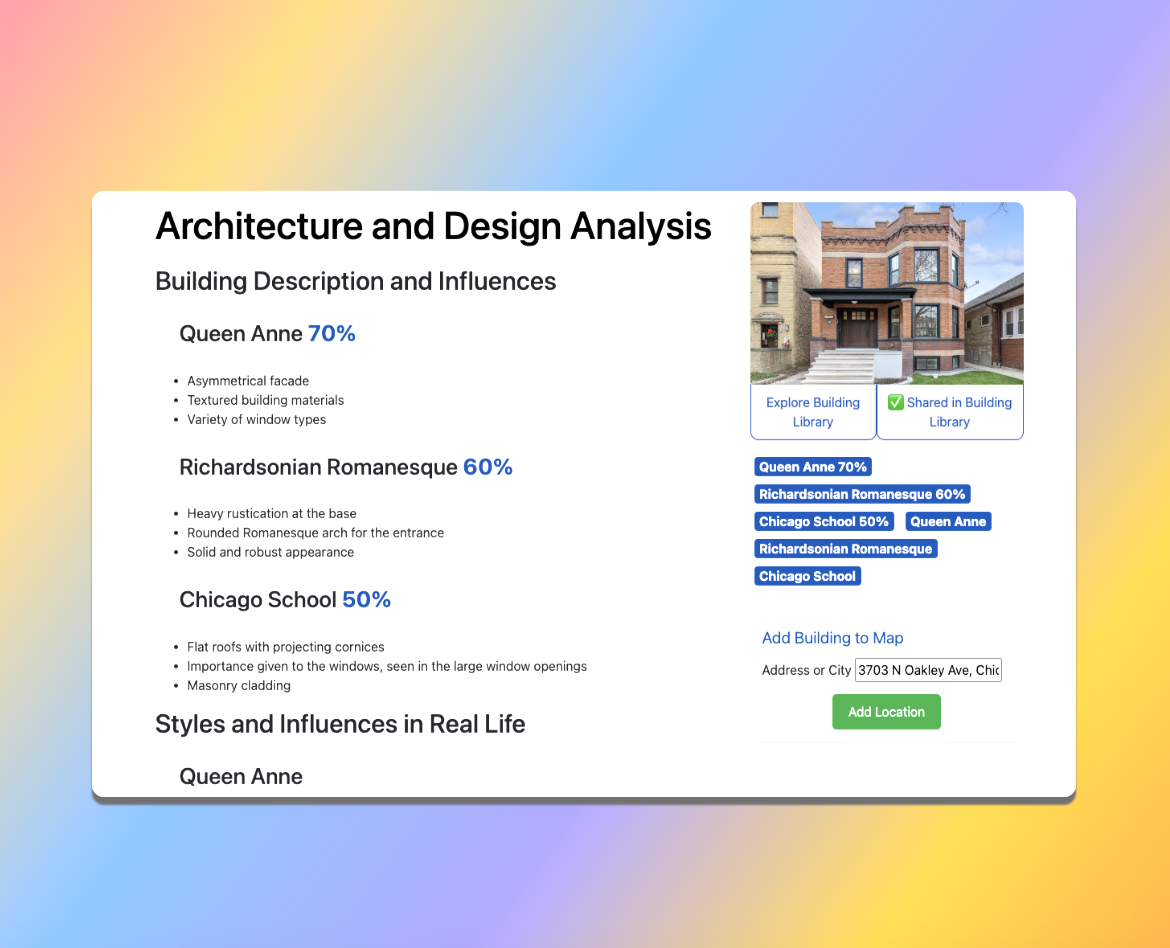 Architecture and Design Analysis
Building Description and Influences
Queen Anne 70%
Asymmetrical facade
Textured building materials
Variety of window types
Richardsonian Romanesque 60%
Heavy rustication at the base
Rounded Romanesque arch for the entrance
Solid and robust appearance
Chicago School 50%
Flat roofs with projecting cornices
Importance given to the windows, seen in the large window openings
Masonry cladding
Styles and Influences in Real Life
Queen Anne
Explore Building
Library
✅ Shared in Building
Library
Queen Anne 70%
Richardsonian Romanesque 60%
Chicago School 50% Queen Anne
Richardsonian Romanesque
Chicago School
Add Building to Map
Address or City 3703 N Oakley Ave, Chic
Add Location